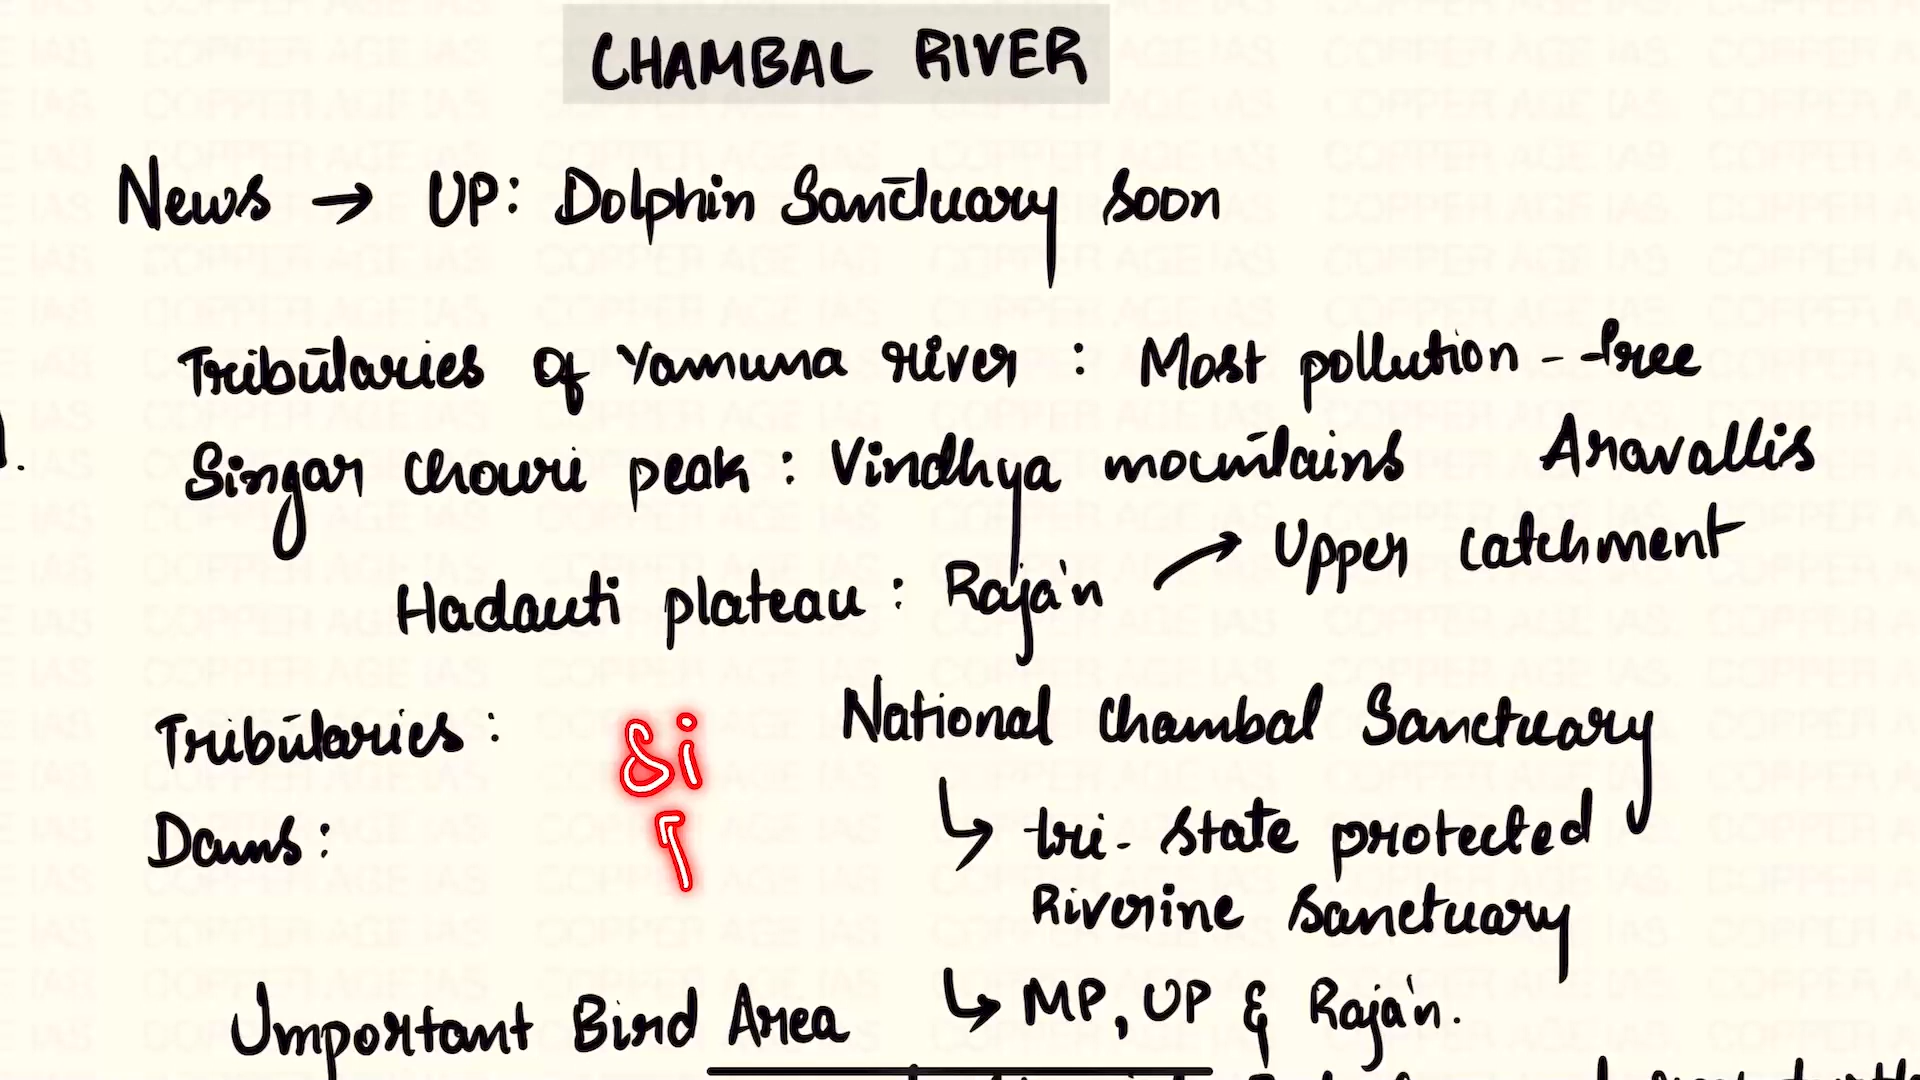 CHAMBAL RIVER
News → UP: Dolphin Sanctuary soon
Tributaries of Yamuna river : Most pollution-free
Singar chouri peak : Vindhya mountains Aravallis
Hadauti plateau : Raja'n → Upper catchment
Tributaries : Si
Dams :
National Chambal Sanctuary
↳ tri-state protected
Riverine sanctuary
↳ MP, UP & Raja'n.
Important Bird Area